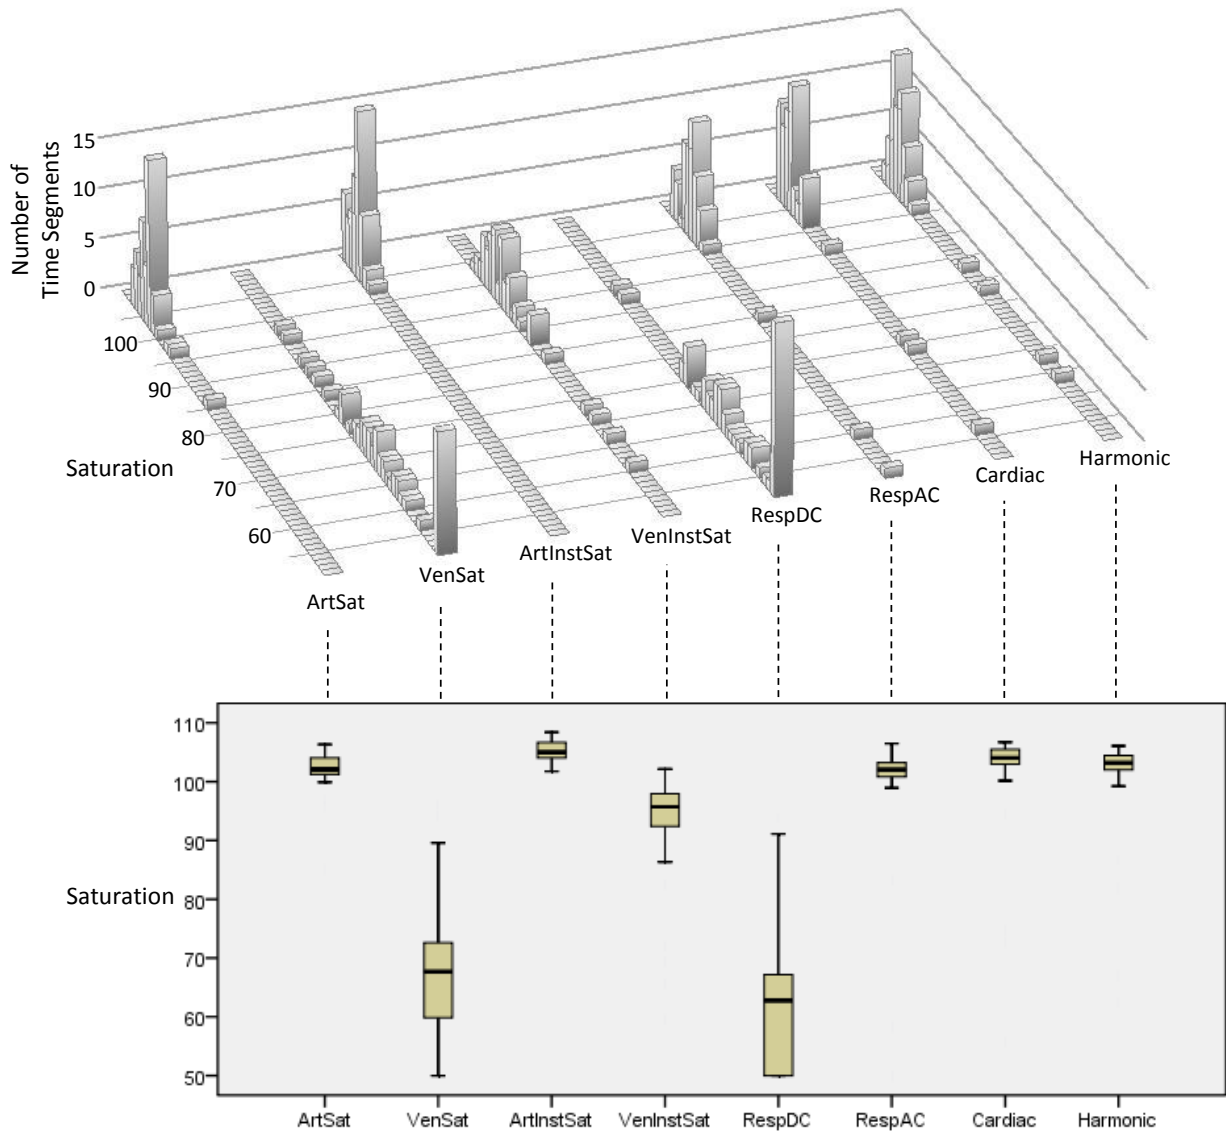 Number of
Time Segments
15
10
5
0
100
90
80
70
60
Saturation
ArtSat
VenSat
ArtInstSat
VenInstSat
RespDC
RespAC
Cardiac
Harmonic
110
100
90
80
70
60
50
Saturation
ArtSat
VenSat
ArtInstSat
VenInstSat
RespDC
RespAC
Cardiac
Harmonic